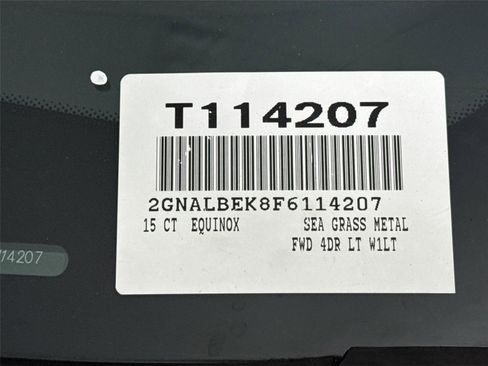 T114207
2GNALBEK8F6114207
15 CT EQUINOX SEA GRASS METAL
FWD 4DR LT W1LT
14207